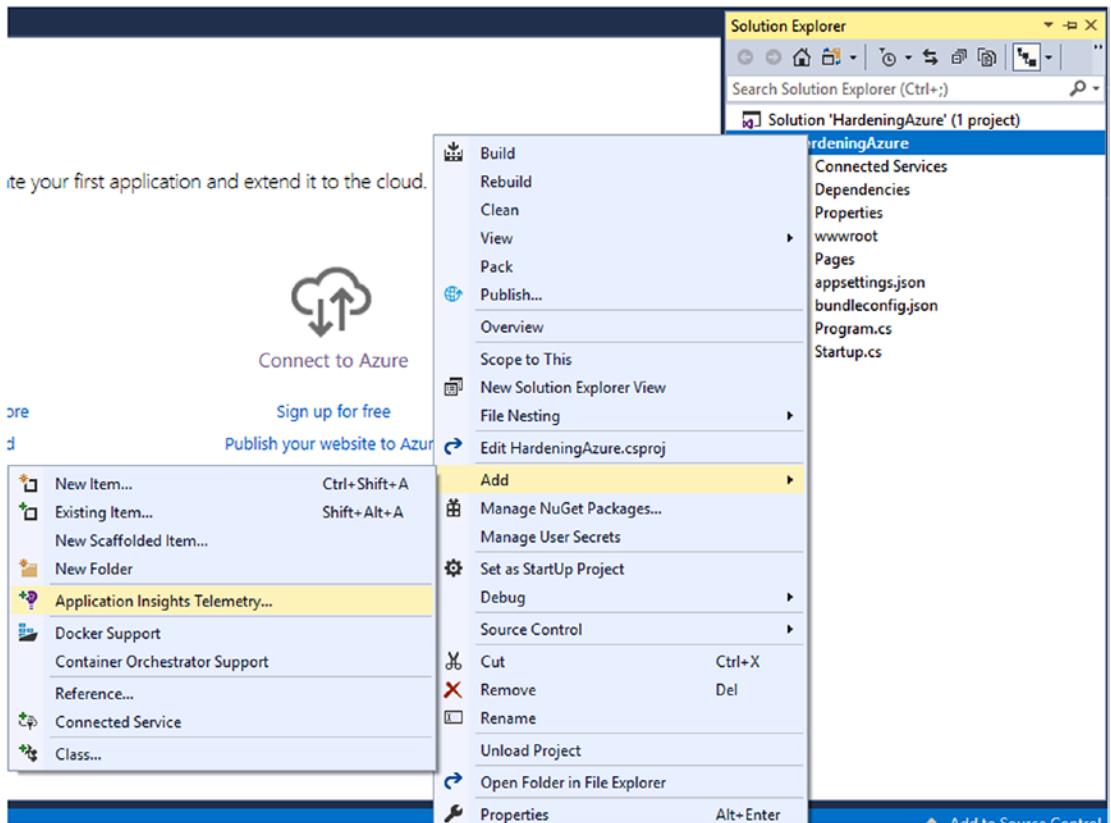 Solution Explorer
Search Solution Explorer (Ctrl+;)
Solution 'HardeningAzure' (1 project)
rdeningAzure
Connected Services
Dependencies
Properties
wwwroot
Pages
appsettings.json
bundleconfig.json
Program.cs
Startup.cs
your first application and extend it to the cloud.
Connect to Azure
Sign up for free
Publish your website to Azur
Build
Rebuild
Clean
View
Pack
Publish...
Overview
Scope to This
New Solution Explorer View
File Nesting
Edit HardeningAzure.csproj
Add
Manage NuGet Packages...
Manage User Secrets
Set as StartUp Project
Debug
Source Control
Cut Ctrl+X
Remove Del
Rename
Unload Project
Open Folder in File Explorer
Properties Alt+Enter
New Item... Ctrl+Shift+A
Existing Item... Shift+Alt+A
New Scaffolded Item...
New Folder
Application Insights Telemetry...
Docker Support
Container Orchestrator Support
Reference...
Connected Service
Class...
Add to Source Control